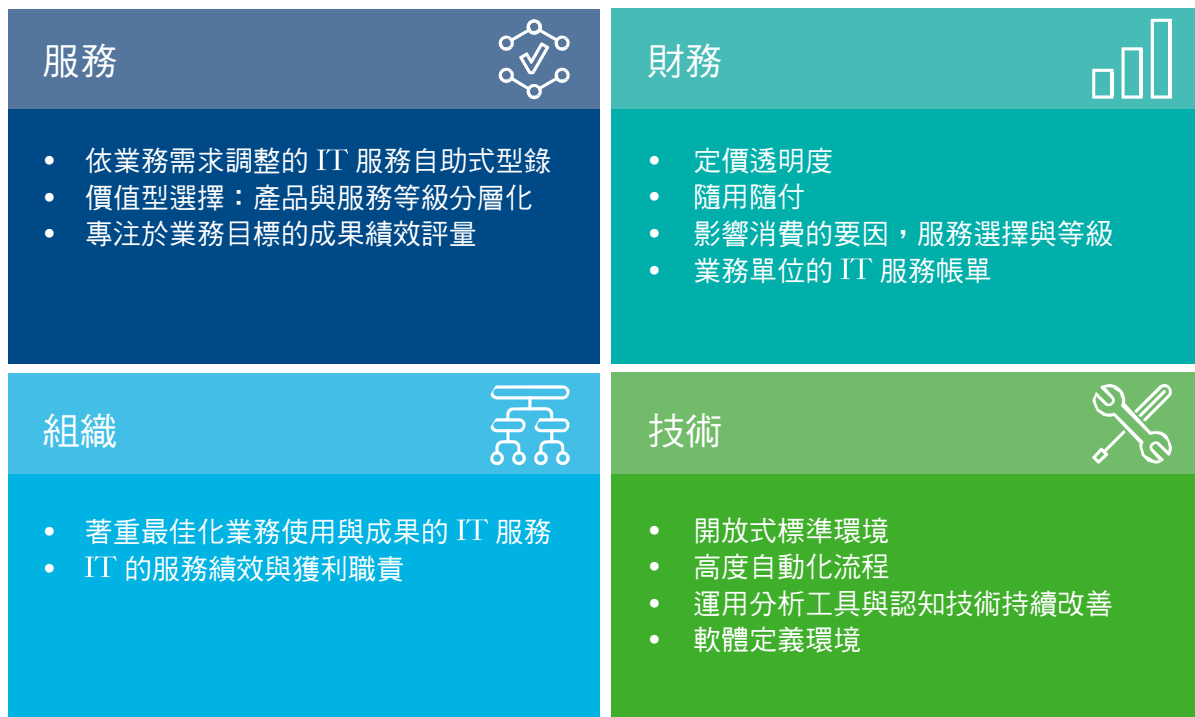 服務
• 依業務需求調整的 IT 服務自助式型錄
• 價值型選擇：產品與服務等級分層化
• 專注於業務目標的成果績效評量
財務
• 定價透明度
• 隨用隨付
• 影響消費的要因，服務選擇與等級
• 業務單位的 IT 服務帳單
組織
• 著重最佳化業務使用與成果的 IT 服務
• IT 的服務績效與獲利職責
技術
• 開放式標準環境
• 高度自動化流程
• 運用分析工具與認知技術持續改善
• 軟體定義環境